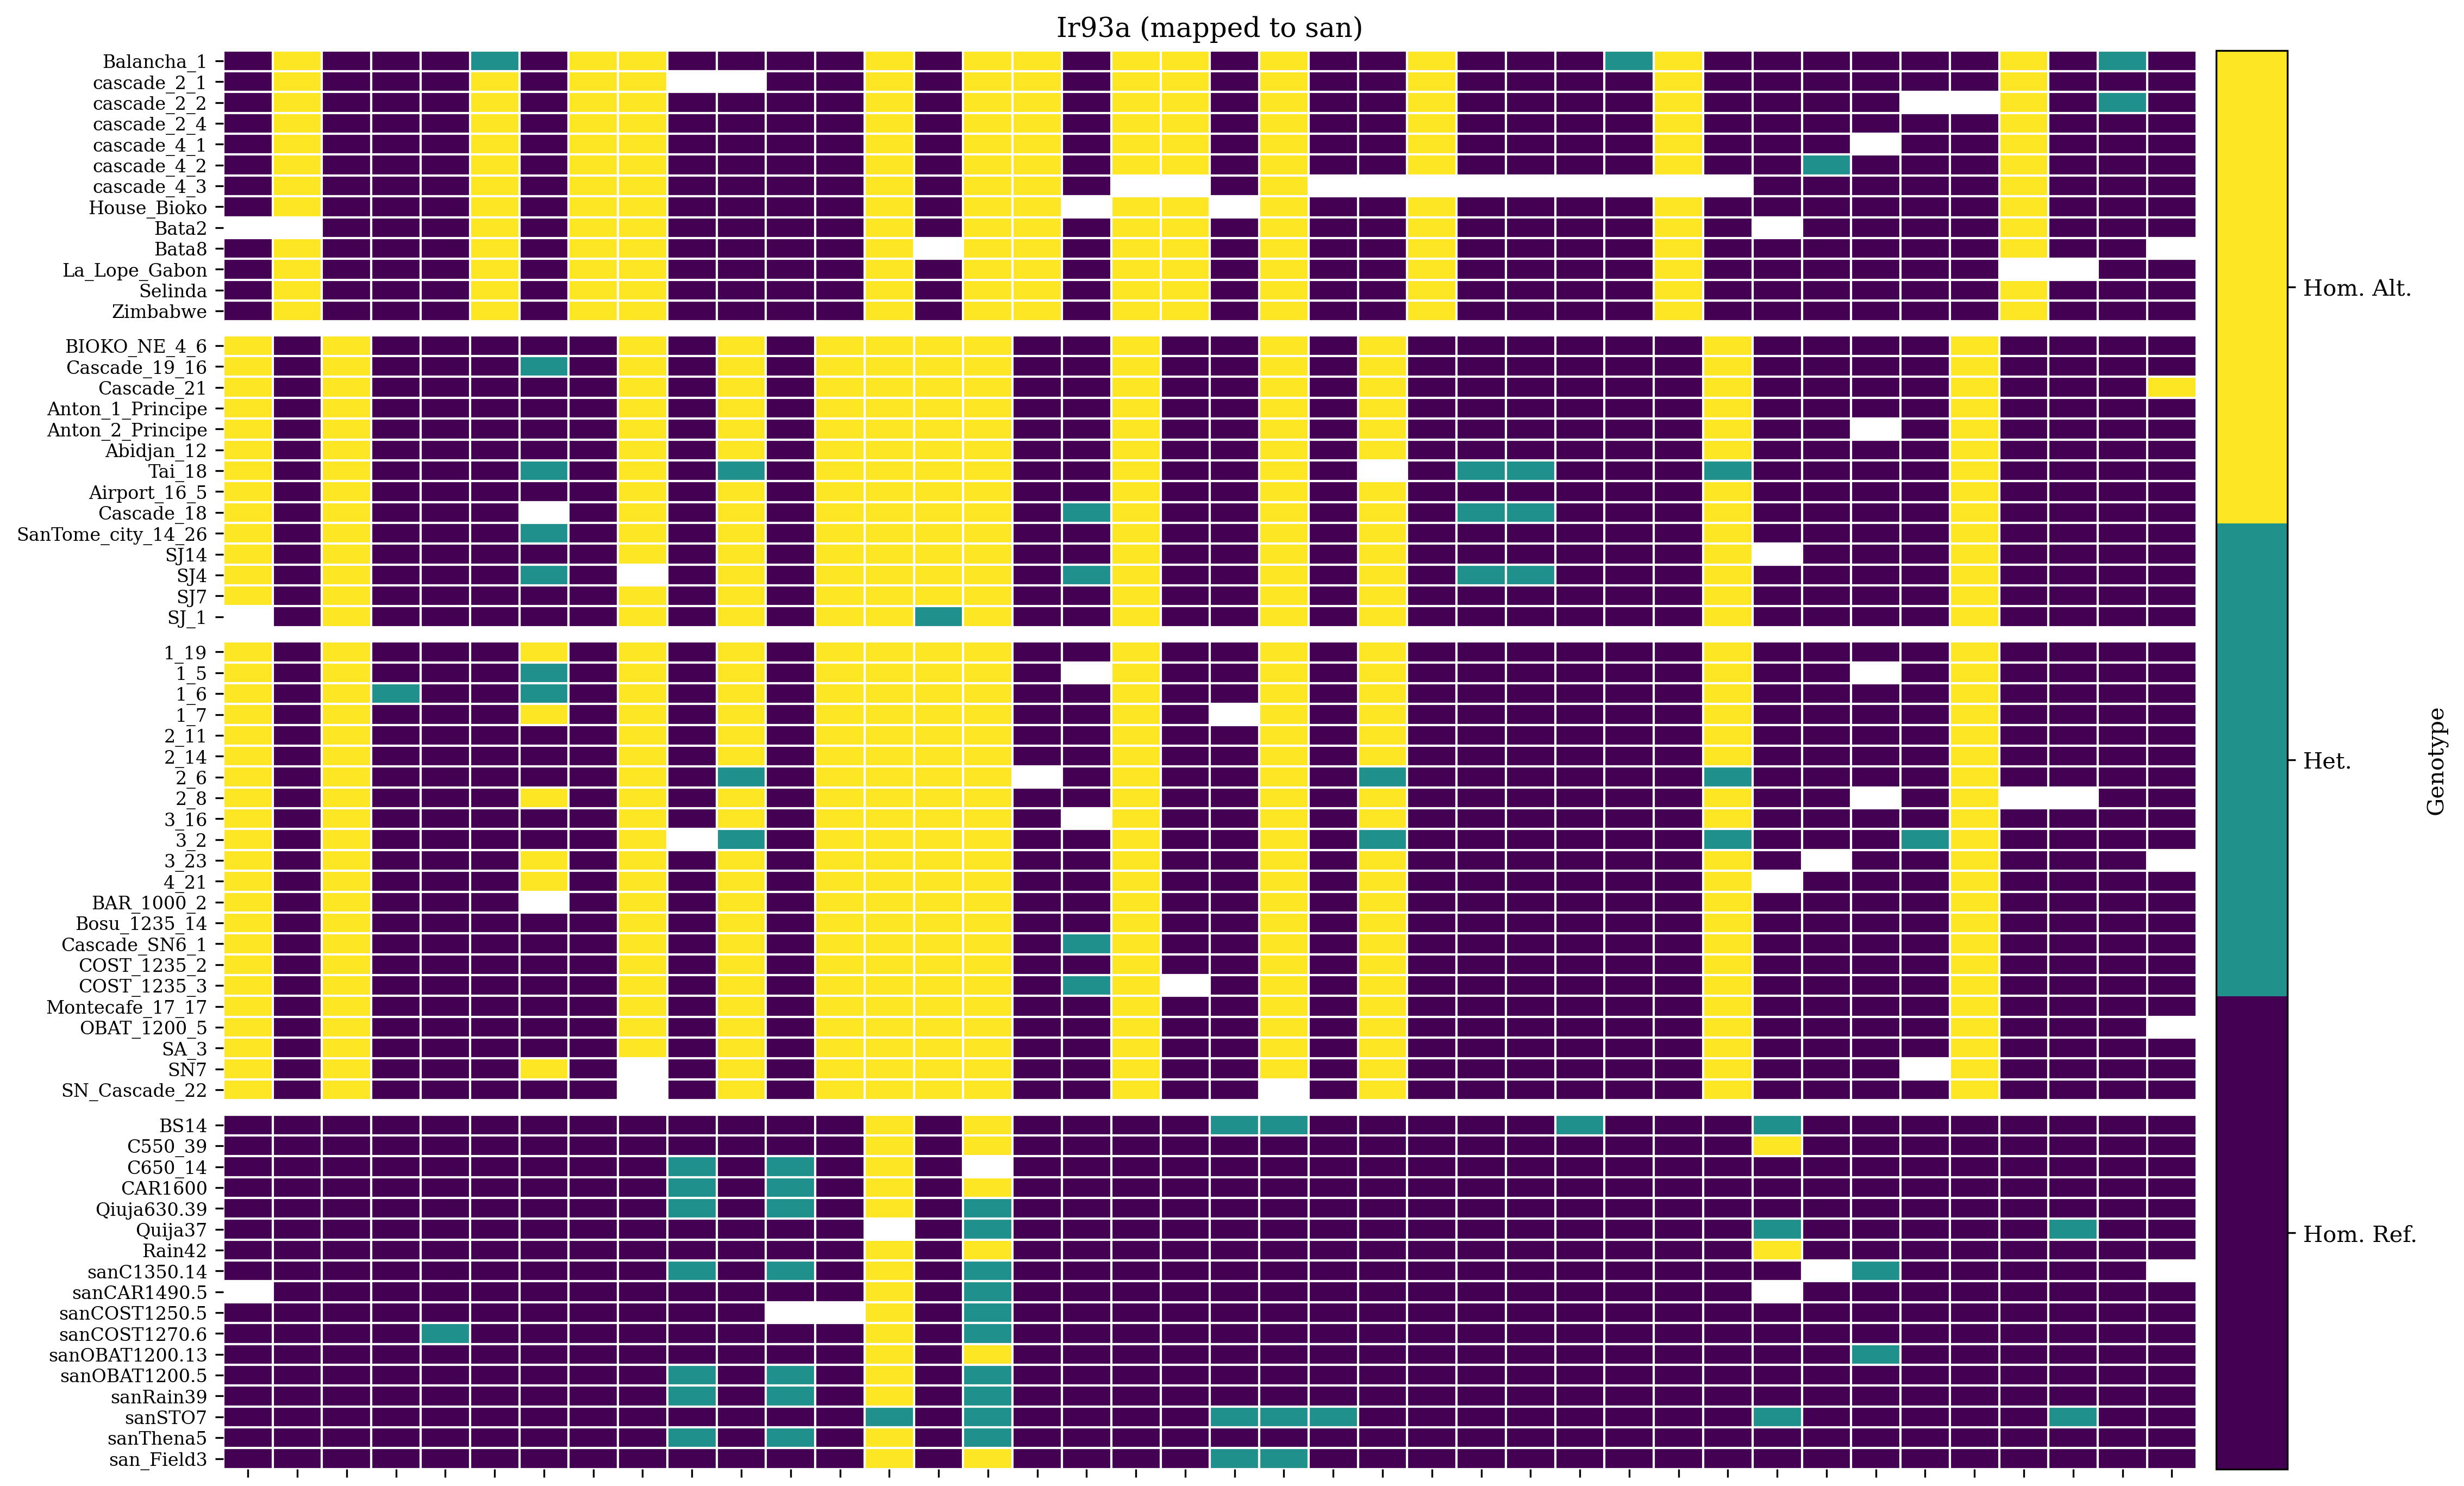 Ir93a (mapped to san)
Balancha_1
cascade_2_1
cascade_2_2
cascade_2_4
cascade_4_1
cascade_4_2
cascade_4_3
House_Bioko
Bata2
Bata8
La_Lope_Gabon
Selinda
Zimbabwe
BIOKO_NE_4_6
Cascade_19_16
Cascade_21
Anton_1_Principe
Anton_2_Principe
Abidjan_12
Tai_18
Airport_16_5
Cascade_18
SanTome_city_14_26
SJ14
SJ4
SJ7
SJ_1
1_19
1_5
1_6
1_7
2_11
2_14
2_6
2_8
3_16
3_2
3_23
4_21
BAR_1000_2
Bosu_1235_14
Cascade_SN6_1
COST_1235_2
COST_1235_3
Montecafe_17_17
OBAT_1200_5
SA_3
SN7
SN_Cascade_22
BS14
C550_39
C650_14
CAR1600
Qiuja630.39
Quija37
Rain42
sanC1350.14
sanCAR1490.5
sanCOST1250.5
sanCOST1270.6
sanOBAT1200.13
sanOBAT1200.5
sanRain39
sanSTO7
sanThena5
san_Field3
Hom. Alt.
Het.
Hom. Ref.
Genotype